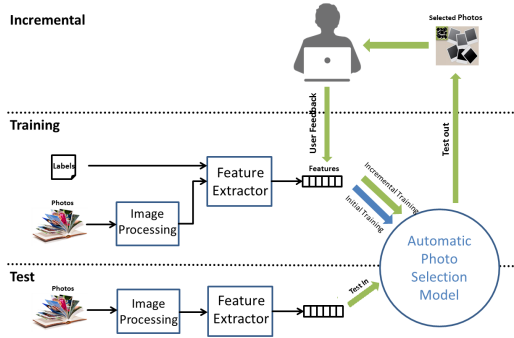 Incremental
Selected Photos
User Feedback
Test out
Training
Labels
Photos
Image
Processing
Feature
Extractor
Features
Incremental Training
Initial Training
Automatic
Photo
Selection
Model
Test
Photos
Image
Processing
Feature
Extractor
Test In